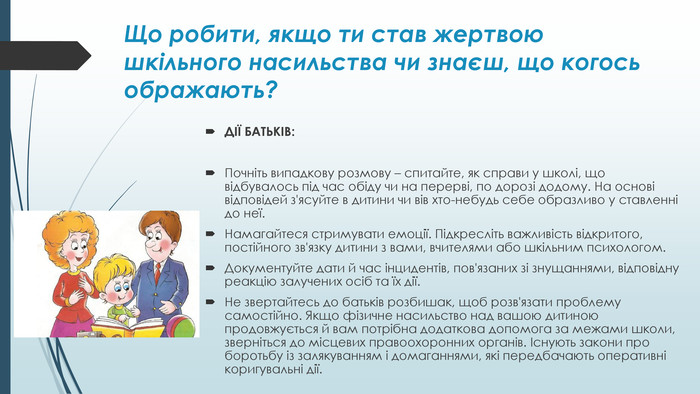 Що робити, якщо ти став жертвою
шкільного насильства чи знаєш, що когось
ображають?
ДІЇ БАТЬКІВ:
Почніть випадкову розмову – спитайте, як справи у школі, що
відбувалось під час обіду чи на перерві, по дорозі додому. На основі
відповідей з'ясуйте в дитини чи вів хто-небудь себе образливо у ставленні
до неї.
Намагайтеся стримувати емоції. Підкресліть важливість відкритого,
постійного зв'язку дитини з вами, вчителями або шкільним психологом.
Документуйте дати й час інцидентів, пов'язаних зі знущаннями, відповідну
реакцію залучених осіб та їх дії.
Не звертайтесь до батьків розбишак, щоб розв'язати проблему
самостійно. Якщо фізичне насильство над вашою дитиною
продовжується й вам потрібна додаткова допомога за межами школи,
зверніться до місцевих правоохоронних органів. Існують закони про
боротьбу із залякуванням і домаганнями, які передбачають оперативні
коригувальні дії.